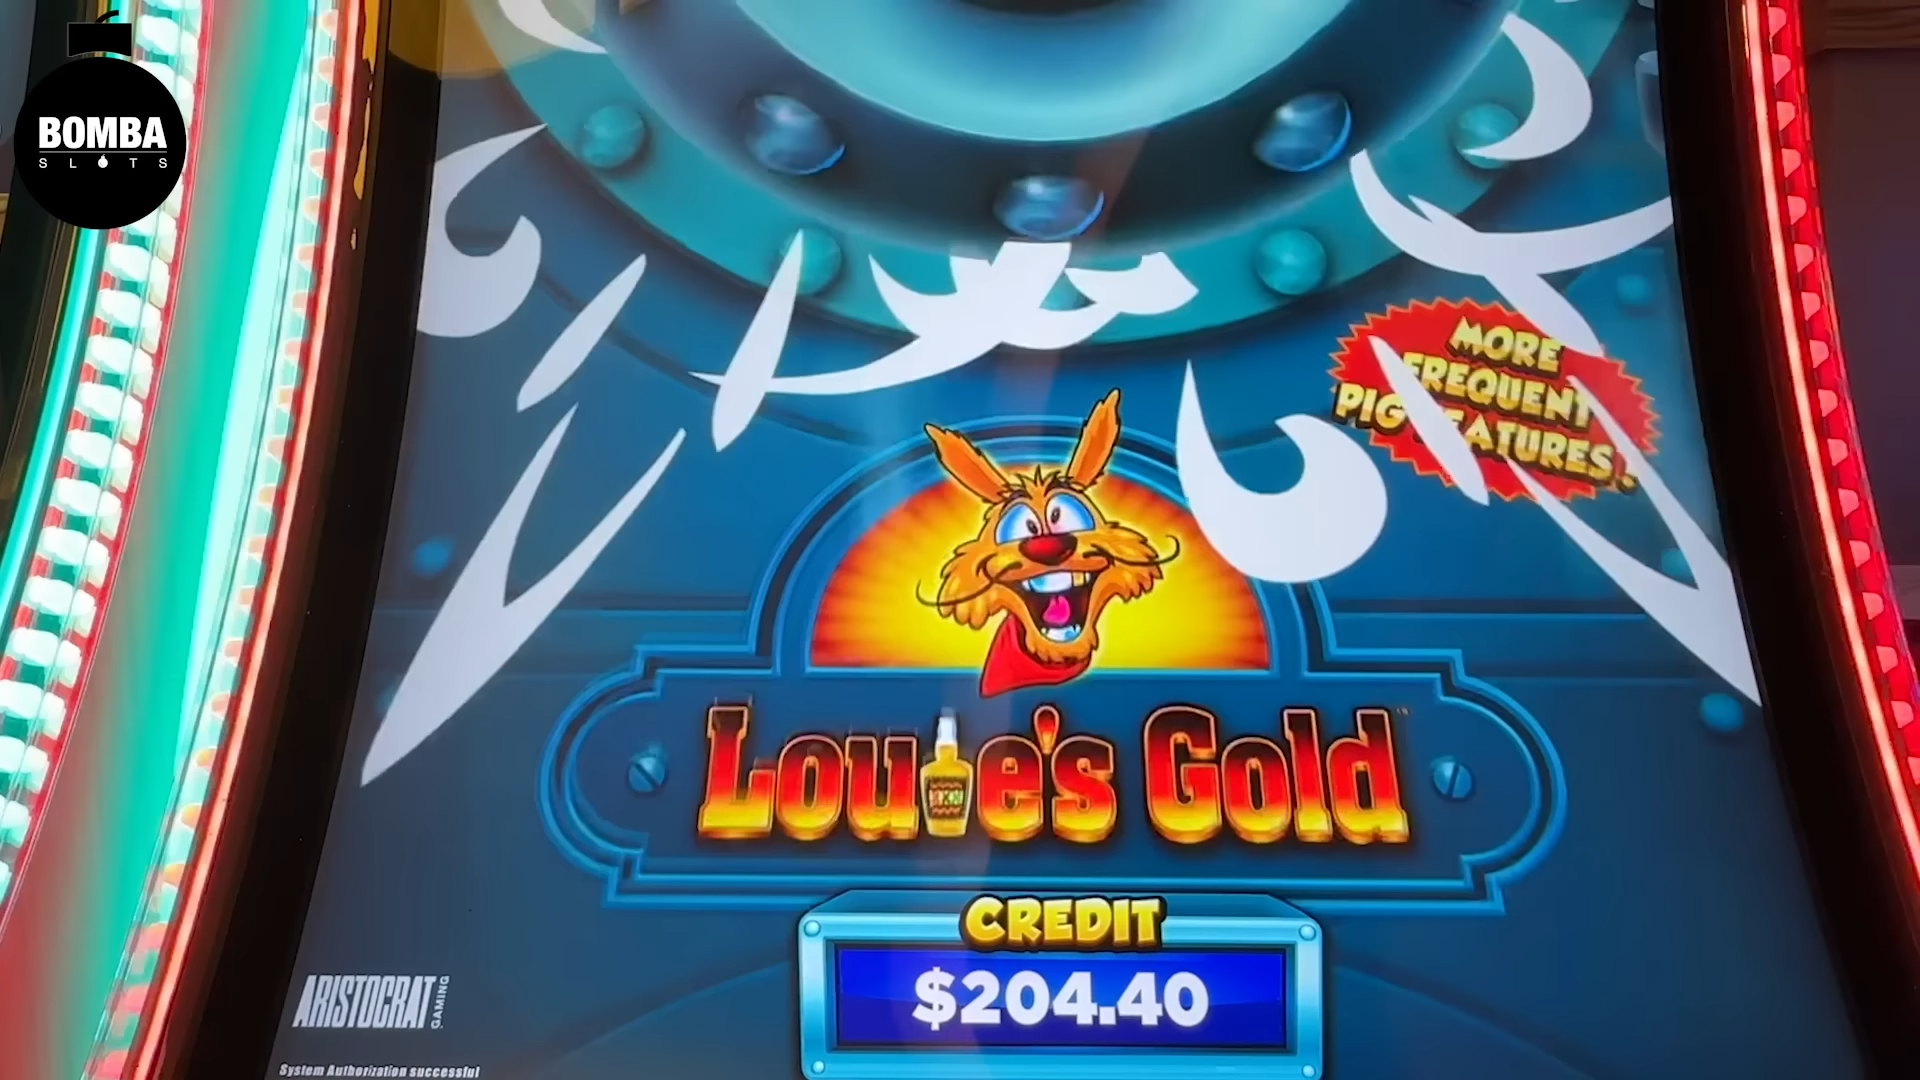 BOMBA
SLOTS
MORE
FREQUENT
PIG FEATURES!
Louie's Gold
CREDIT
$204.40
ARISTOCRAT
GAMING
System Authorization successful